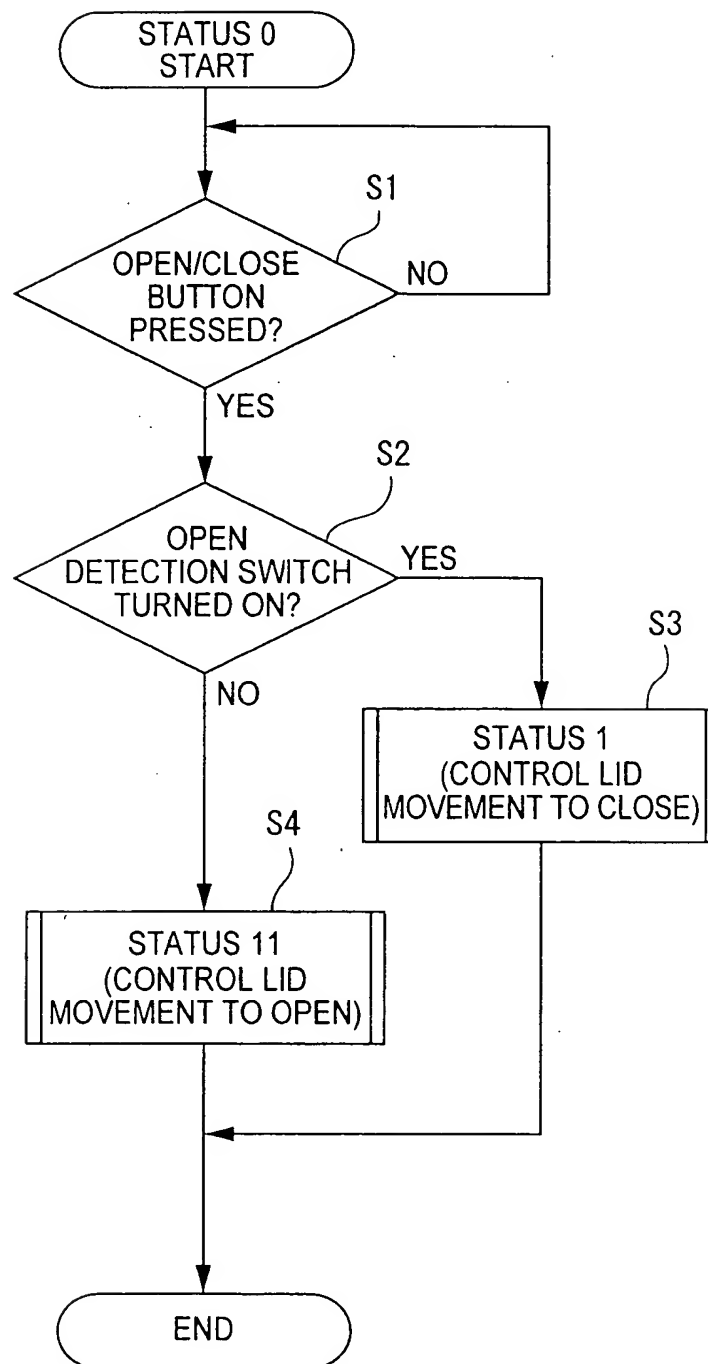 STATUS 0
START
S1
OPEN/CLOSE
BUTTON
PRESSED?
NO
YES
S2
OPEN
DETECTION SWITCH
TURNED ON?
YES
NO
S3
STATUS 1
(CONTROL LID
MOVEMENT TO CLOSE)
S4
STATUS 11
(CONTROL LID
MOVEMENT TO OPEN)
END